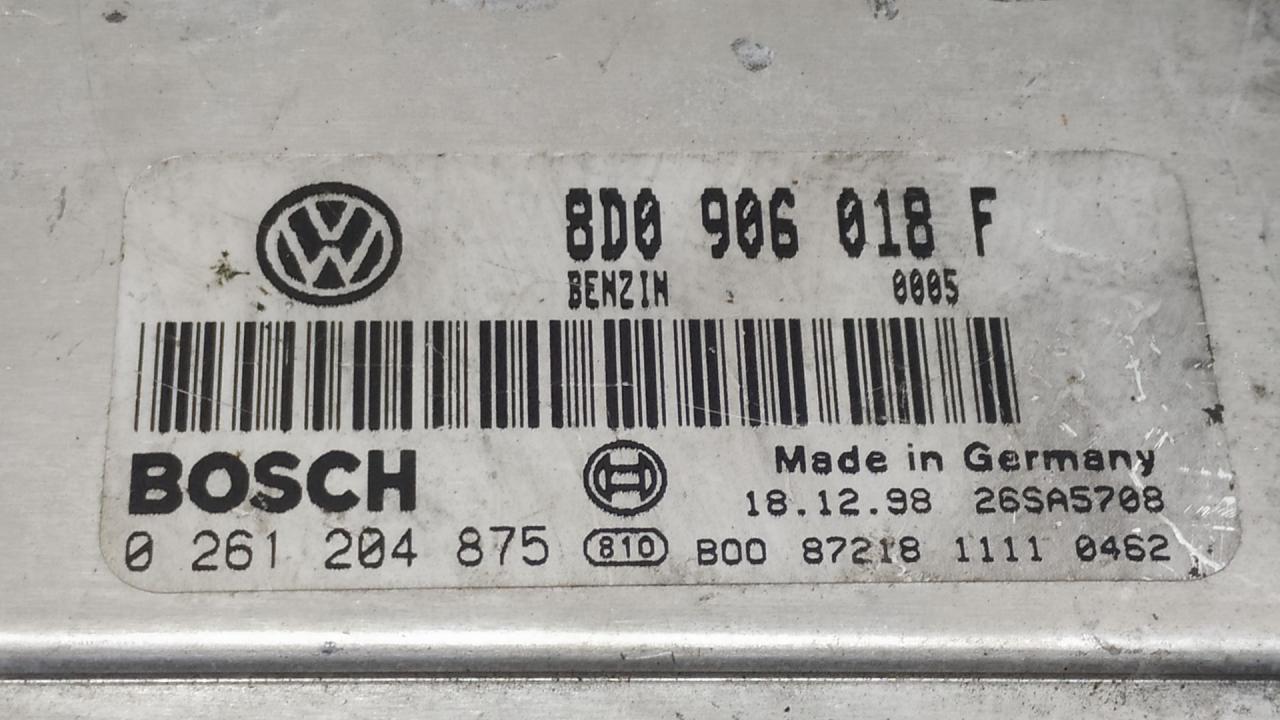 VW
8D0 906 018 F
BENZIN 0005
BOSCH
Made in Germany
18.12.98 26SA5708
0 261 204 875 810 B00 87218 1111 0462